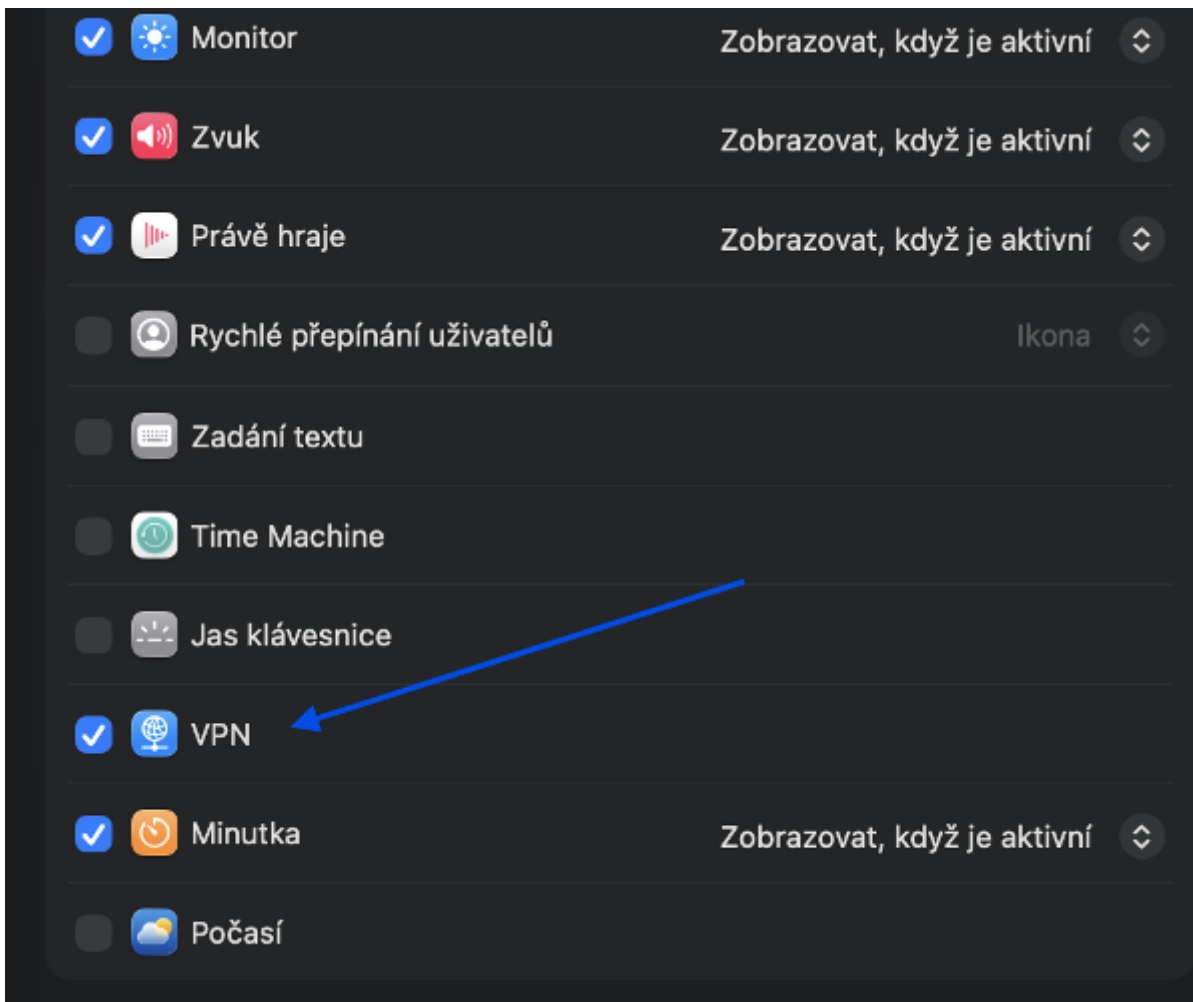 Monitor Zobrazovat, když je aktivní
Zvuk Zobrazovat, když je aktivní
Právě hraje Zobrazovat, když je aktivní
Rychlé přepínání uživatelů Ikona
Zadání textu
Time Machine
Jas klávesnice
VPN
Minutka Zobrazovat, když je aktivní
Počasí